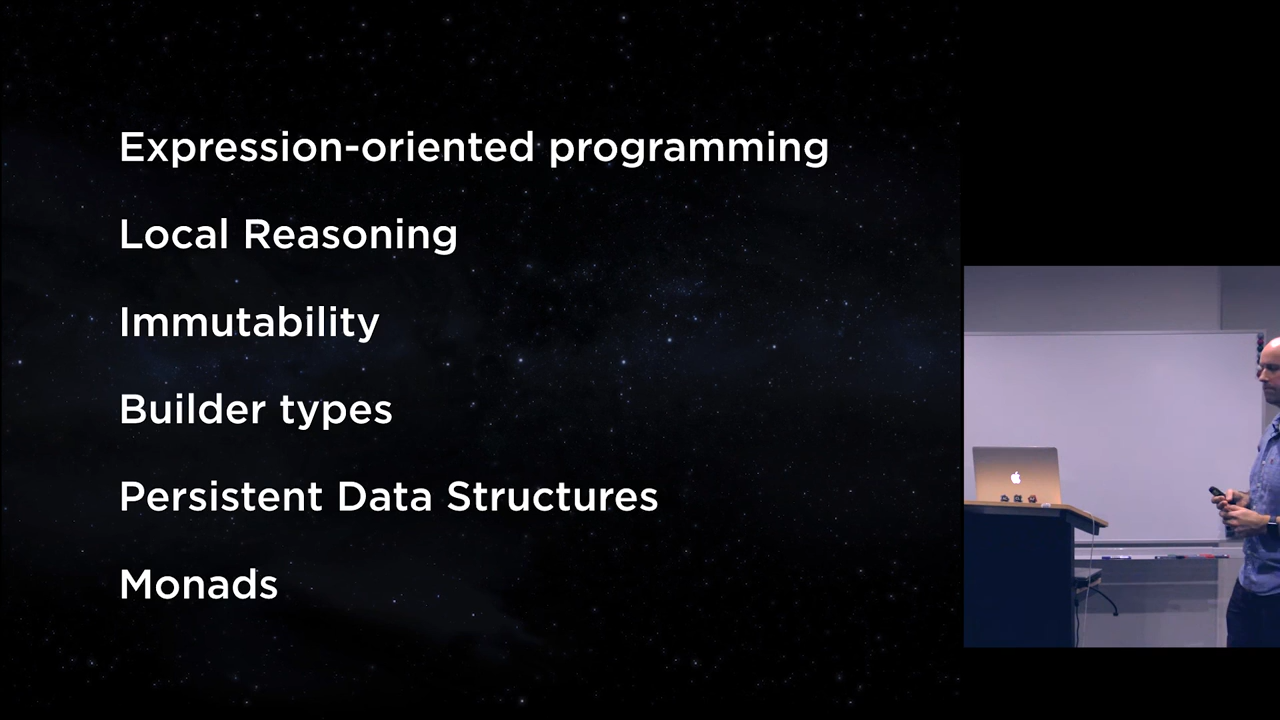 Expression-oriented programming
Local Reasoning
Immutability
Builder types
Persistent Data Structures
Monads